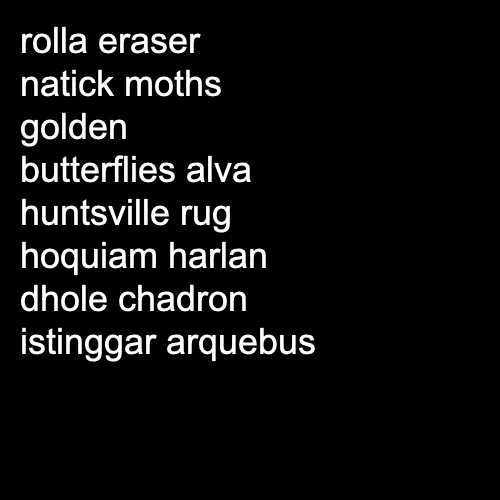 rolla eraser
natick moths
golden
butterflies alva
huntsville rug
hoquiam harlan
dhole chadron
istinggar arquebus